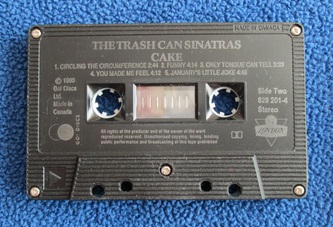 MADE IN CANADA
THE TRASH CAN SINATRAS
CAKE
1. CIRCLING THE CIRCUMFERENCE 2:44 2. FUNNY 4:14 3. ONLY TONGUE CAN TELL 3:39
4. YOU MADE ME FEEL 4:12 5. JANUARY'S LITTLE JOKE 4:46
℗ 1990
Go! Discs
Ltd.
Made in
Canada
Side Two
828 201-4
Stereo
LONDON
All rights of the producer and of the owner of the work
reproduced reserved. Unauthorised copying, hiring, lending
public performance and broadcasting of this tape prohibited